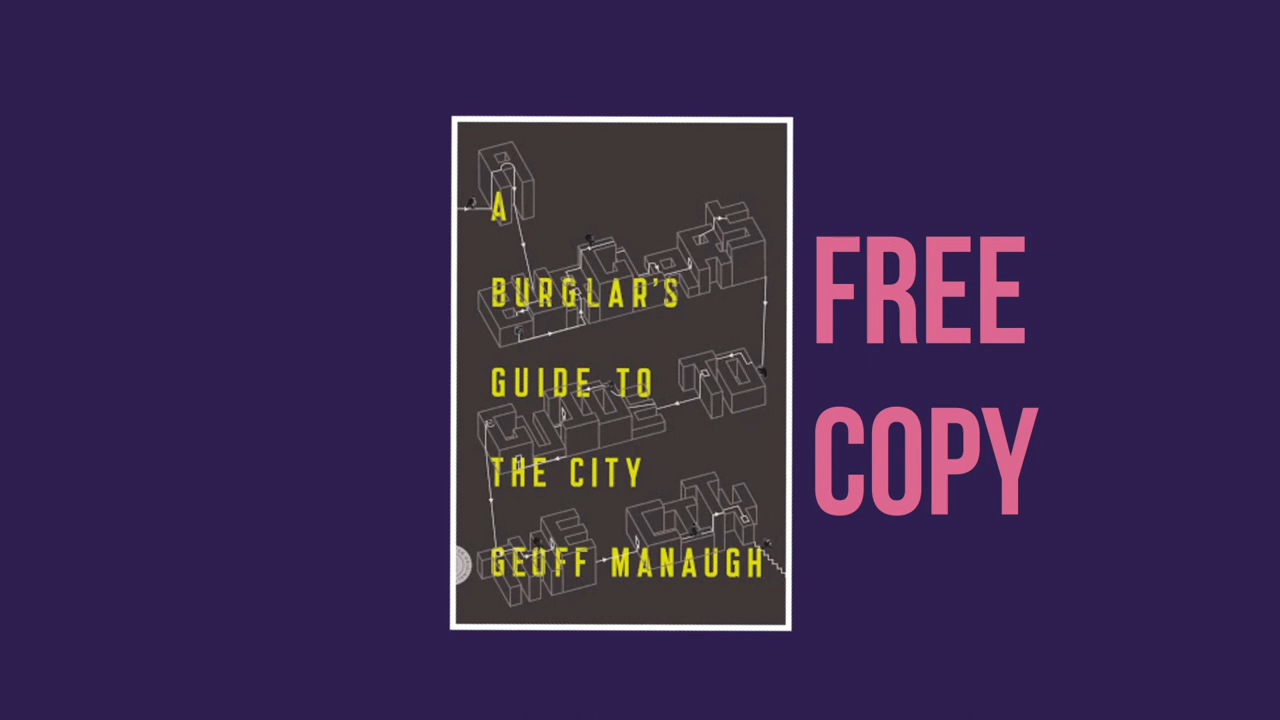 A
BURGLAR'S
GUIDE TO
THE CITY
GEOFF MANAUGH
FREE
COPY